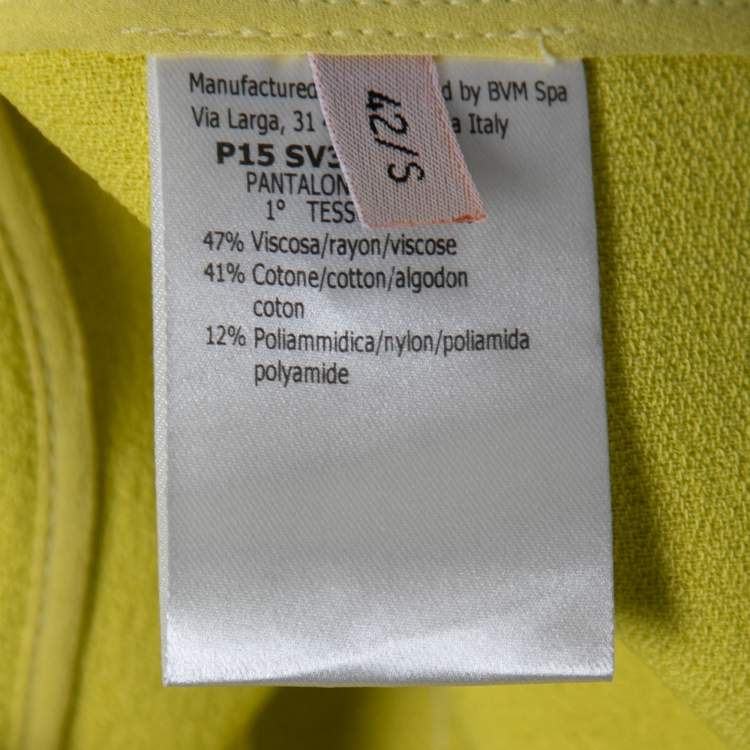 Manufactured by BVM Spa
Via Larga, 31 Italy
P15
PANTALON
1° TESS
47% Viscosa/rayon/viscose
41% Cotone/cotton/algodon
coton
12% Poliammidica/nylon/poliamida
polyamide
42/S